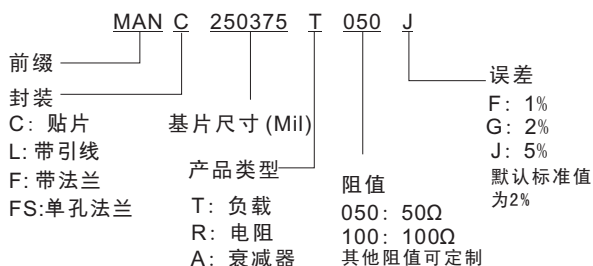 MAN C 250375 T 050 J
前缀
封装
C: 贴片
L: 带引线
F: 带法兰
FS:单孔法兰
基片尺寸(Mil)
产品类型
T: 负载
R: 电阻
A: 衰减器
阻值
050: 50Ω
100: 100Ω
其他阻值可定制
误差
F: 1%
G: 2%
J: 5%
默认标准值
为2%